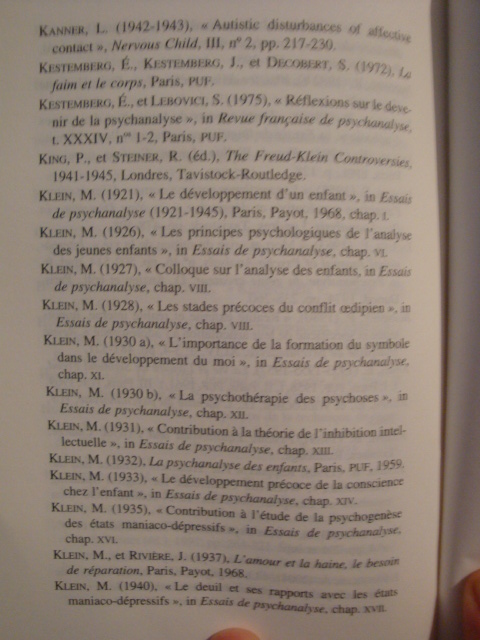 KANNER, L. (1942-1943), « Autistic disturbances of affective
contact », Nervous Child, III, n° 2, pp. 217-230.
KESTEMBERG, É., KESTEMBERG, J., et DECOBERT, S. (1972), La
faim et le corps, Paris, PUF.
KESTEMBERG, É., et LEBOVICI, S. (1975), « Réflexions sur le deve-
nir de la psychanalyse », in Revue française de psychanalyse,
t. XXXIV, nos 1-2, Paris, PUF.
KING, P., et STEINER, R. (éd.), The Freud-Klein Controversies,
1941-1945, Londres, Tavistock-Routledge.
KLEIN, M. (1921), « Le développement d'un enfant », in Essais
de psychanalyse (1921-1945), Paris, Payot, 1968, chap. I.
KLEIN, M. (1926), « Les principes psychologiques de l'analyse
des jeunes enfants », in Essais de psychanalyse, chap. VI.
KLEIN, M. (1927), « Colloque sur l'analyse des enfants, in Essais
de psychanalyse, chap. VIII.
KLEIN, M. (1928), « Les stades précoces du conflit œdipien », in
Essais de psychanalyse, chap. VIII.
KLEIN, M. (1930 a), « L'importance de la formation du symbole
dans le développement du moi », in Essais de psychanalyse,
chap. XI.
KLEIN, M. (1930 b), « La psychothérapie des psychoses », in
Essais de psychanalyse, chap. XII.
KLEIN, M. (1931), « Contribution à la théorie de l'inhibition intel-
lectuelle », in Essais de psychanalyse, chap. XIII.
KLEIN, M. (1932), La psychanalyse des enfants, Paris, PUF, 1959.
KLEIN, M. (1933), « Le développement précoce de la conscience
chez l'enfant », in Essais de psychanalyse, chap. XIV.
KLEIN, M. (1935), « Contribution à l'étude de la psychogenèse
des états maniaco-dépressifs », in Essais de psychanalyse,
chap. XVI.
KLEIN, M., et RIVIÈRE, J. (1937), L'amour et la haine, le besoin
de réparation, Paris, Payot, 1968.
KLEIN, M. (1940), « Le deuil et ses rapports avec les états
maniaco-dépressifs », in Essais de psychanalyse, chap. XVII.